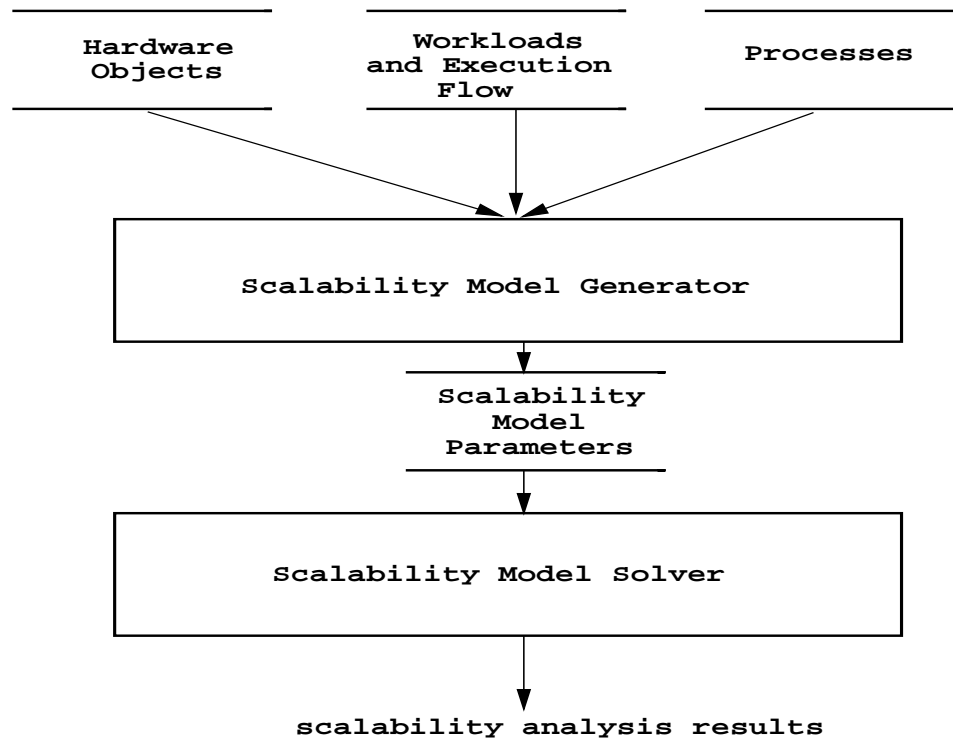 Hardware
Objects
Workloads
and Execution
Flow
Processes
Scalability Model Generator
Scalability
Model
Parameters
Scalability Model Solver
scalability analysis results